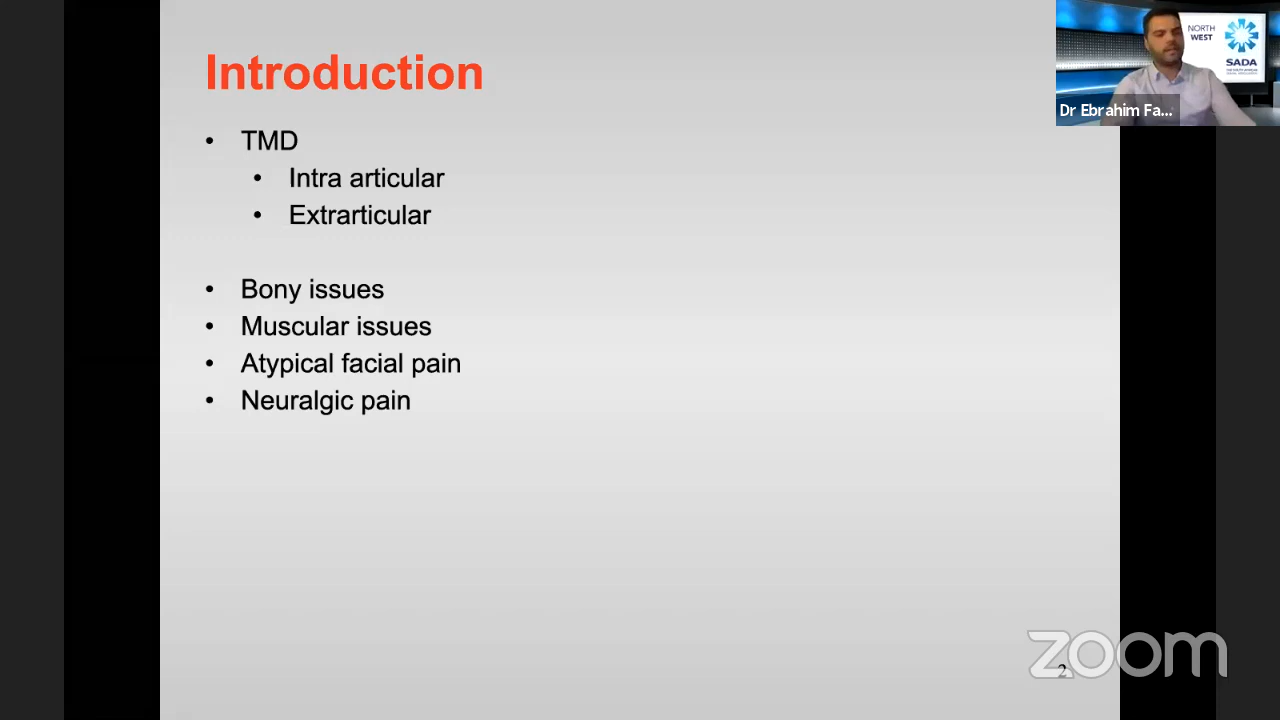 Introduction
• TMD
• Intra articular
• Extrarticular
• Bony issues
• Muscular issues
• Atypical facial pain
• Neuralgic pain
NORTH
WEST
SADA
Dr Ebrahim Fa...
zoom
2